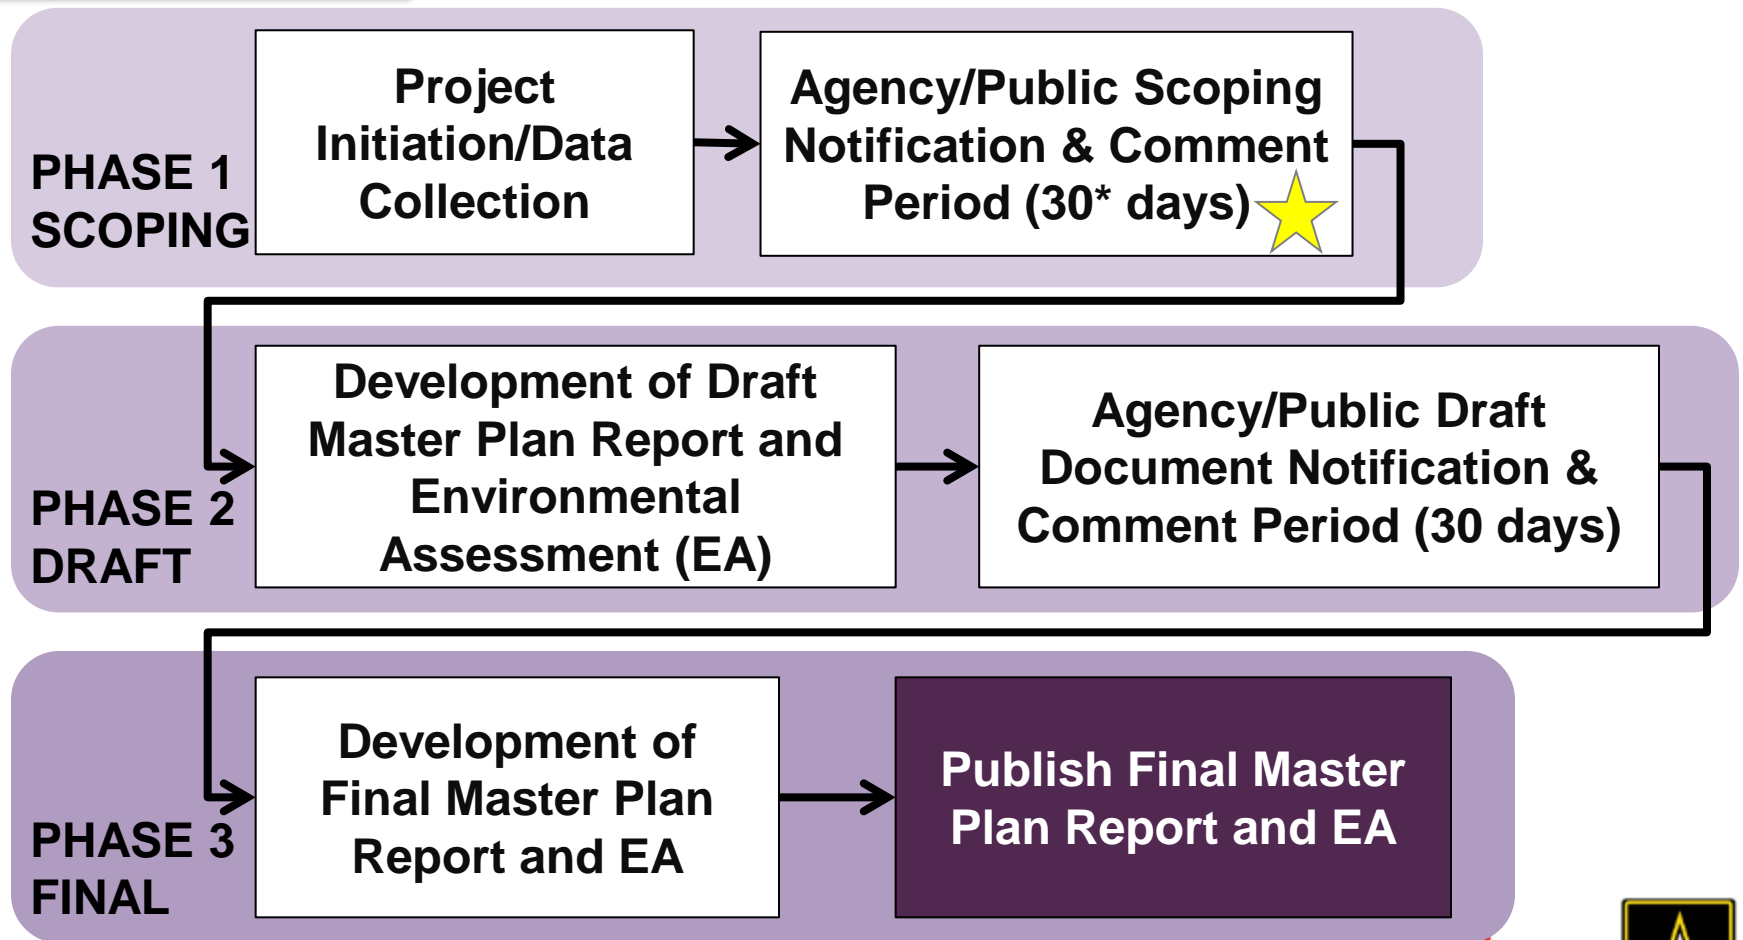 PHASE 1
SCOPING
Project
Initiation/Data
Collection
Agency/Public Scoping
Notification & Comment
Period (30* days)
PHASE 2
DRAFT
Development of Draft
Master Plan Report and
Environmental
Assessment (EA)
Agency/Public Draft
Document Notification &
Comment Period (30 days)
PHASE 3
FINAL
Development of
Final Master Plan
Report and EA
Publish Final Master
Plan Report and EA